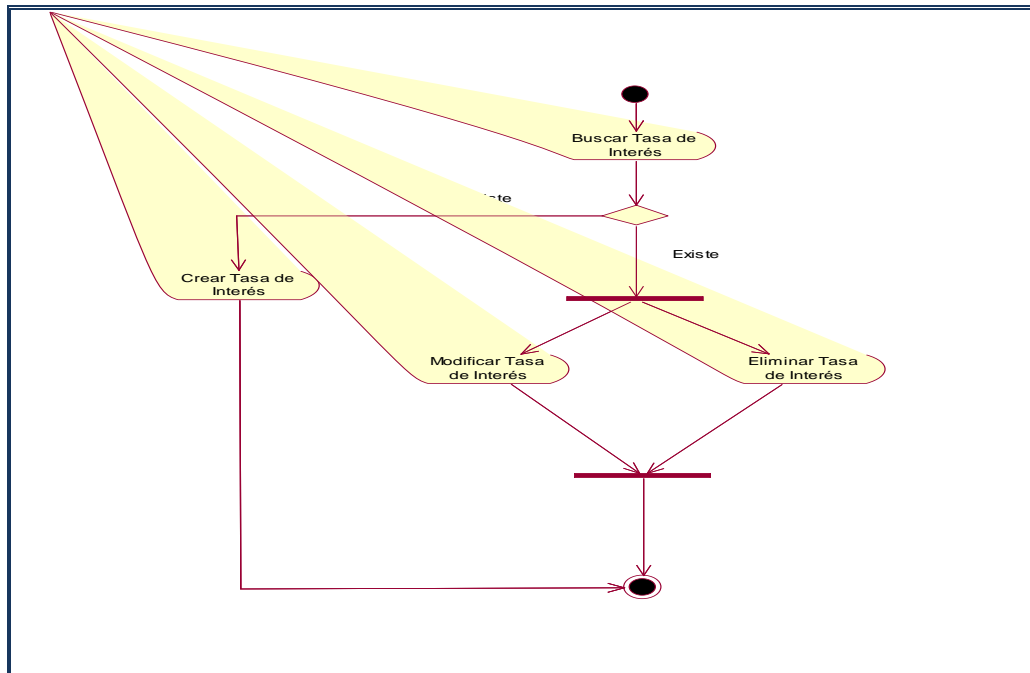 Buscar Tasa de
Interés
Existe
Crear Tasa de
Interés
Modificar Tasa
de Interés
Eliminar Tasa
de Interés